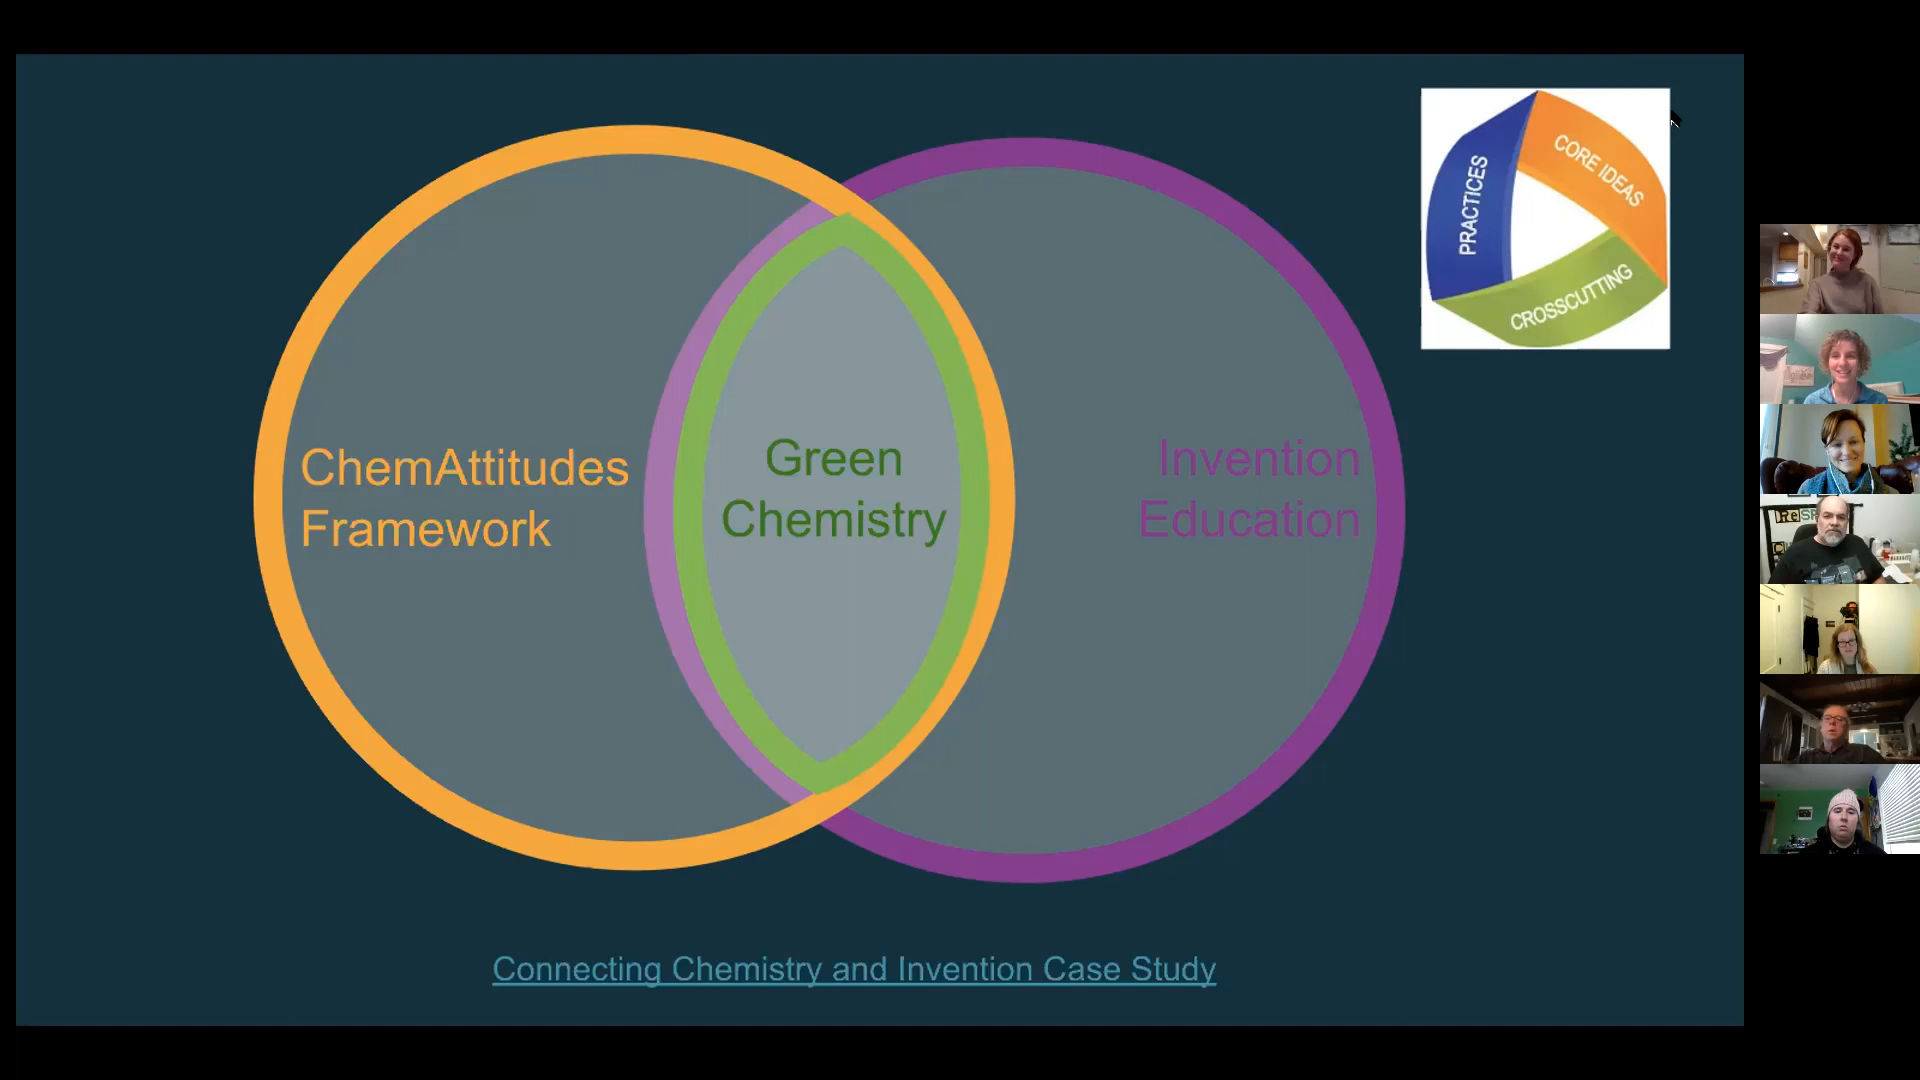 PRACTICES
CORE IDEAS
CROSSCUTTING
ChemAttitudes
Framework
Green
Chemistry
Invention
Education
Connecting Chemistry and Invention Case Study